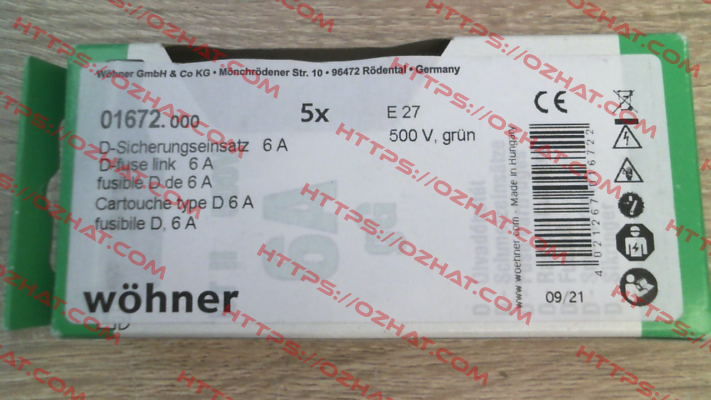 Wöhner GmbH & Co KG • Mönchrödener Str. 10 • 96472 Rödental • Germany
01672.000
5x
E 27
500 V, grün
D-Sicherungseinsatz 6 A
D-fuse link 6 A
fusible D de 6 A
Cartouche type D 6 A
fusibile D, 6 A
wöhner
CE
www.woehner.com · Made in Hungary
09/21
6A
HTTPS://OZHAT.COM